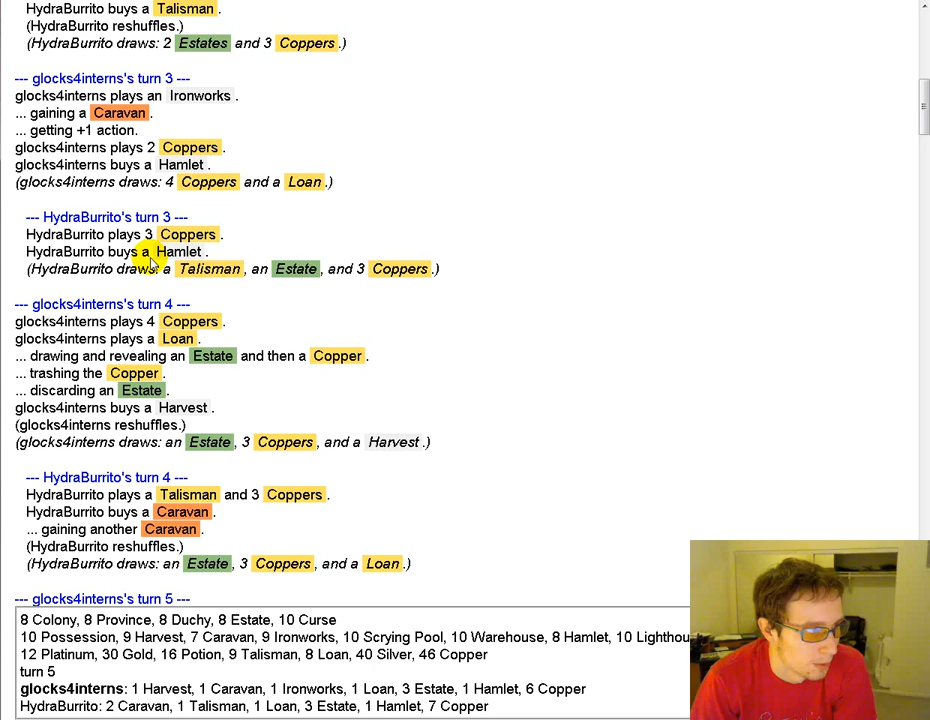 HydraBurrito buys a Talisman .
(HydraBurrito reshuffles.)
(HydraBurrito draws: 2 Estates and 3 Coppers .)
--- glocks4interns's turn 3 ---
glocks4interns plays an Ironworks .
... gaining a Caravan .
... getting +1 action.
glocks4interns plays 2 Coppers .
glocks4interns buys a Hamlet .
(glocks4interns draws: 4 Coppers and a Loan .)
--- HydraBurrito's turn 3 ---
HydraBurrito plays 3 Coppers .
HydraBurrito buys a Hamlet .
(HydraBurrito draws: a Talisman , an Estate , and 3 Coppers .)
--- glocks4interns's turn 4 ---
glocks4interns plays 4 Coppers .
glocks4interns plays a Loan .
... drawing and revealing an Estate and then a Copper .
... trashing the Copper .
... discarding an Estate .
glocks4interns buys a Harvest .
(glocks4interns reshuffles.)
(glocks4interns draws: an Estate , 3 Coppers , and a Harvest .)
--- HydraBurrito's turn 4 ---
HydraBurrito plays a Talisman and 3 Coppers .
HydraBurrito buys a Caravan .
... gaining another Caravan .
(HydraBurrito reshuffles.)
(HydraBurrito draws: an Estate , 3 Coppers , and a Loan .)
--- glocks4interns's turn 5 ---
8 Colony, 8 Province, 8 Duchy, 8 Estate, 10 Curse
10 Possession, 9 Harvest, 7 Caravan, 9 Ironworks, 10 Scrying Pool, 10 Warehouse, 8 Hamlet, 10 Lighthou
12 Platinum, 30 Gold, 16 Potion, 9 Talisman, 8 Loan, 40 Silver, 46 Copper
turn 5
glocks4interns: 1 Harvest, 1 Caravan, 1 Ironworks, 1 Loan, 3 Estate, 1 Hamlet, 6 Copper
HydraBurrito: 2 Caravan, 1 Talisman, 1 Loan, 3 Estate, 1 Hamlet, 7 Copper